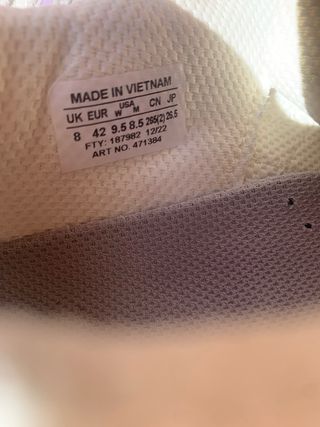 MADE IN VIETNAM
UK EUR USA W M CN JP
8 42 9.5 8.5 265(2) 26.5
FTY: 187982 12/22
ART NO. 471384